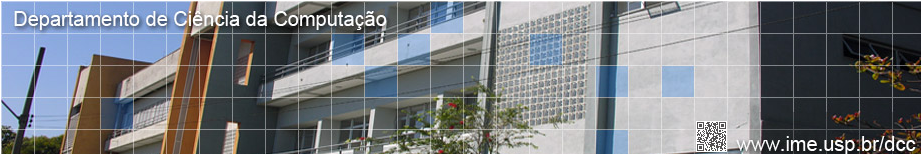 Departamento de Ciência da Computação
www.ime.usp.br/dcc